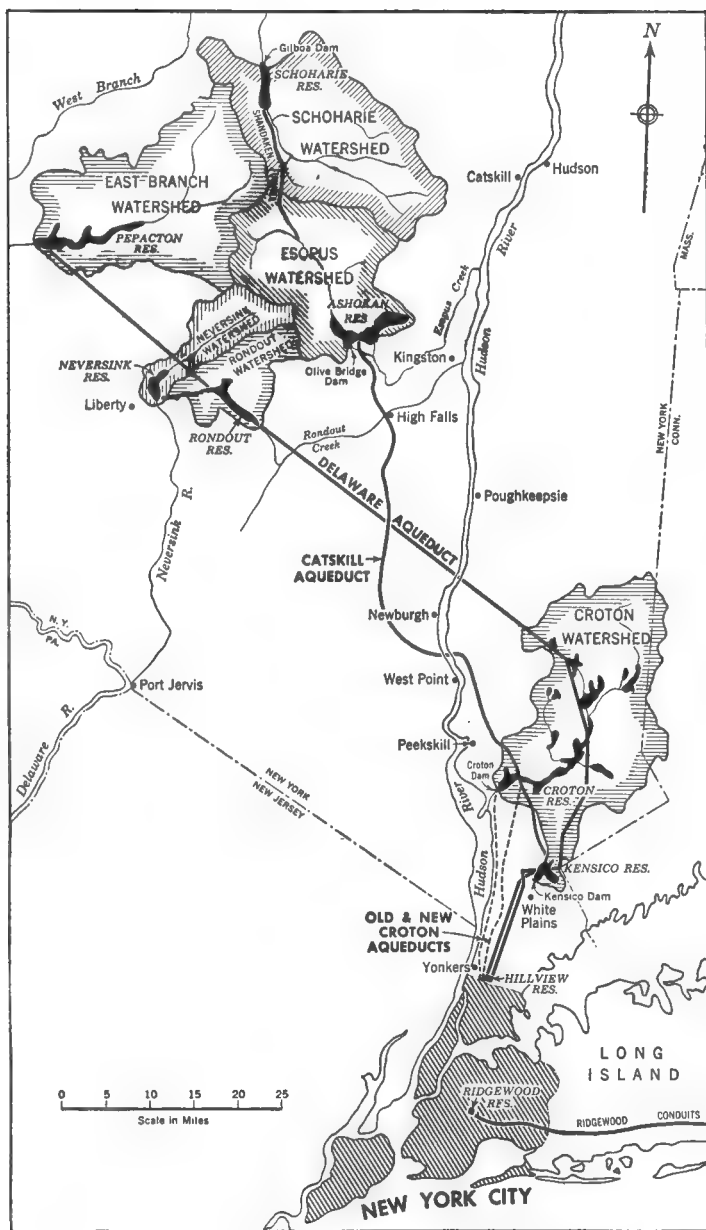 N
Gilboa Dam
SCHOHARIE
RES.
West Branch
SCHOHARIE
WATERSHED
SHANDAKEN TUNNEL
Catskill
Hudson
EAST BRANCH
WATERSHED
PEPACTON
RES.
ESOPUS
WATERSHED
River
MASS.
ASHOKAN
RES
Esopus Creek
Hudson
NEVERSINK
WATERSHED
RONDOUT
WATERSHED
NEVERSINK
RES.
Olive Bridge
Dam
Kingston
Liberty
High Falls
RONDOUT
RES.
Rondout
Creek
NEW YORK
CONN.
DELAWARE AQUEDUCT
Poughkeepsie
Neversink R.
CATSKILL
AQUEDUCT
Newburgh
CROTON
WATERSHED
N. Y.
PA.
Port Jervis
West Point
Delaware R.
Peekskill
NEW YORK
NEW JERSEY
Croton
Dam
CROTON
RES.
River
Hudson
KENSICO RES.
Kensico Dam
White
Plains
OLD & NEW
CROTON
AQUEDUCTS
Yonkers
HILLVIEW
RES.
LONG
ISLAND
0 5 10 15 20 25
Scale in Miles
RIDGEWOOD
RES.
RIDGEWOOD CONDUITS
NEW YORK CITY